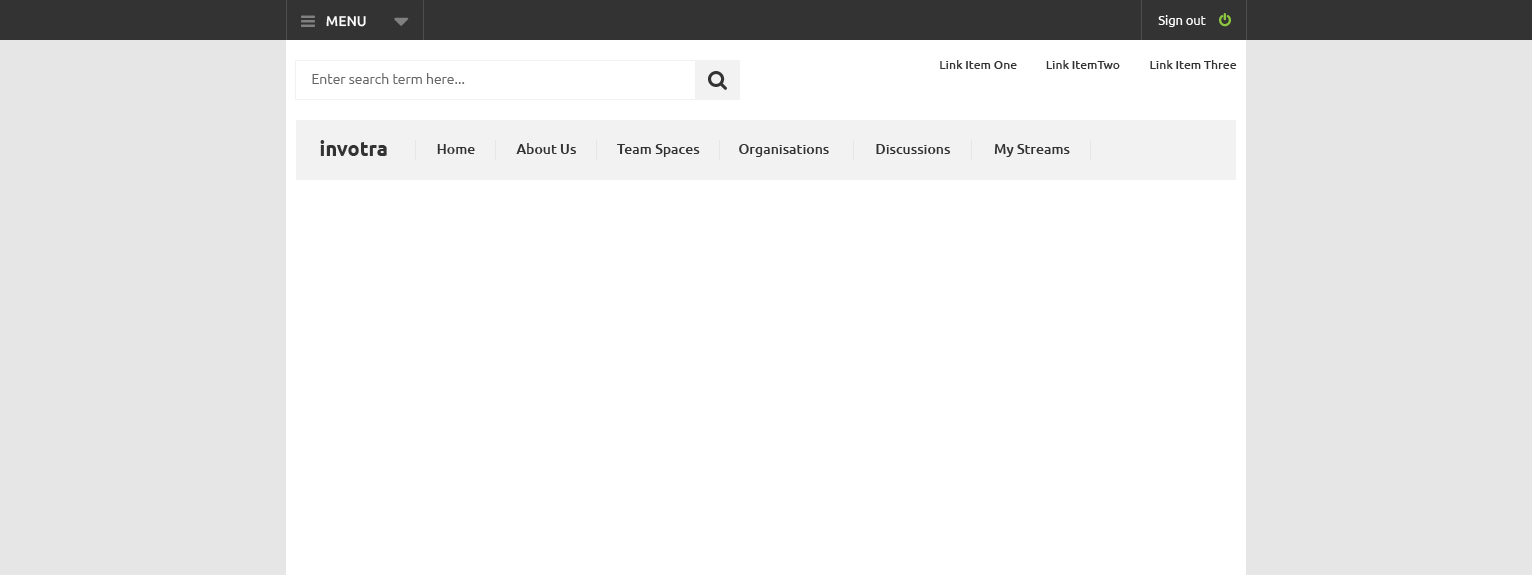 MENU Sign out
Enter search term here... Link Item One Link ItemTwo Link Item Three
invotra Home About Us Team Spaces Organisations Discussions My Streams